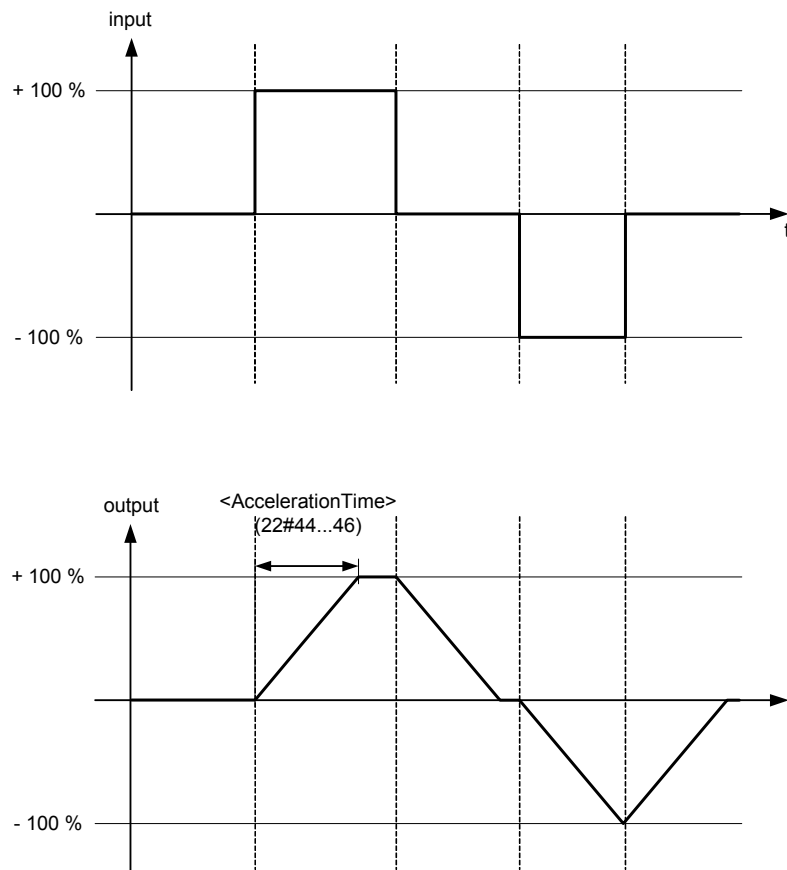 input
+ 100 %
t
- 100 %
output
<AccelerationTime>
(22#44...46)
+ 100 %
- 100 %